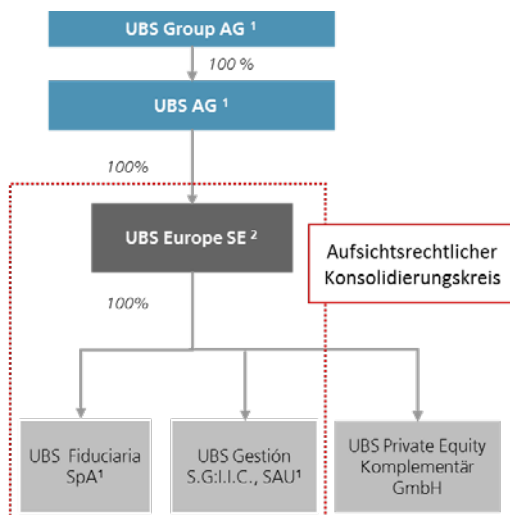 UBS Group AG ¹
100 %
UBS AG ¹
100%
UBS Europe SE ²
Aufsichtsrechtlicher
Konsolidierungskreis
100%
UBS Fiduciaria
SpA¹
UBS Gestión
S.G:I.I.C., SAU¹
UBS Private Equity
Komplementär
GmbH